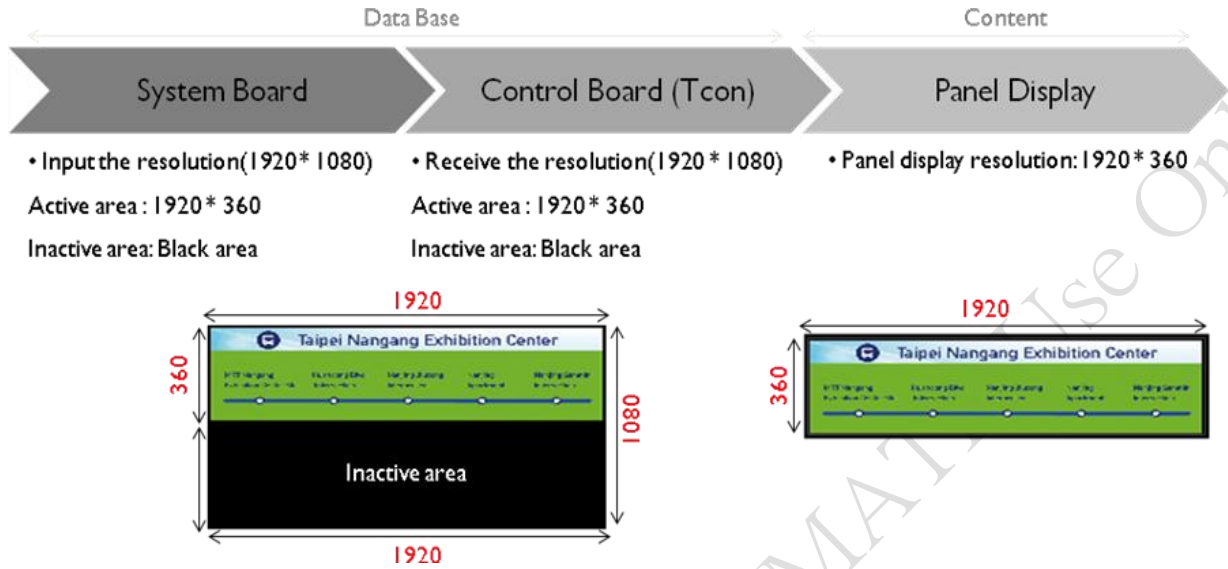 Data Base
Content
System Board
Control Board (Tcon)
Panel Display
• Input the resolution(1920* 1080)
Active area : 1920* 360
Inactive area: Black area
• Receive the resolution(1920* 1080)
Active area : 1920* 360
Inactive area: Black area
• Panel display resolution: 1920* 360
1920
360
Taipei Nangang Exhibition Center
1080
Inactive area
1920
1920
360
Taipei Nangang Exhibition Center
Use